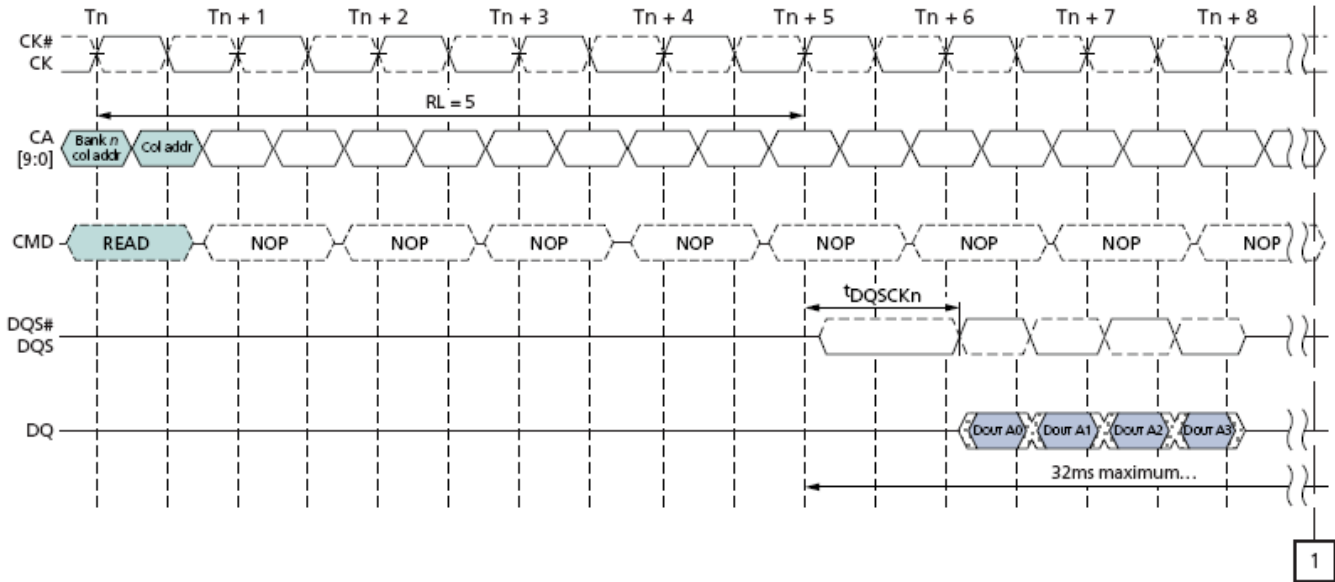 Tn Tn + 1 Tn + 2 Tn + 3 Tn + 4 Tn + 5 Tn + 6 Tn + 7 Tn + 8
CK#
CK
RL = 5
CA
[9:0]
Bank n
col addr
Col addr
CMD READ NOP NOP NOP NOP NOP NOP NOP NOP
tDQSCKn
DQS#
DQS
DQ DOUT A0 DOUT A1 DOUT A2 DOUT A3
32ms maximum...
1